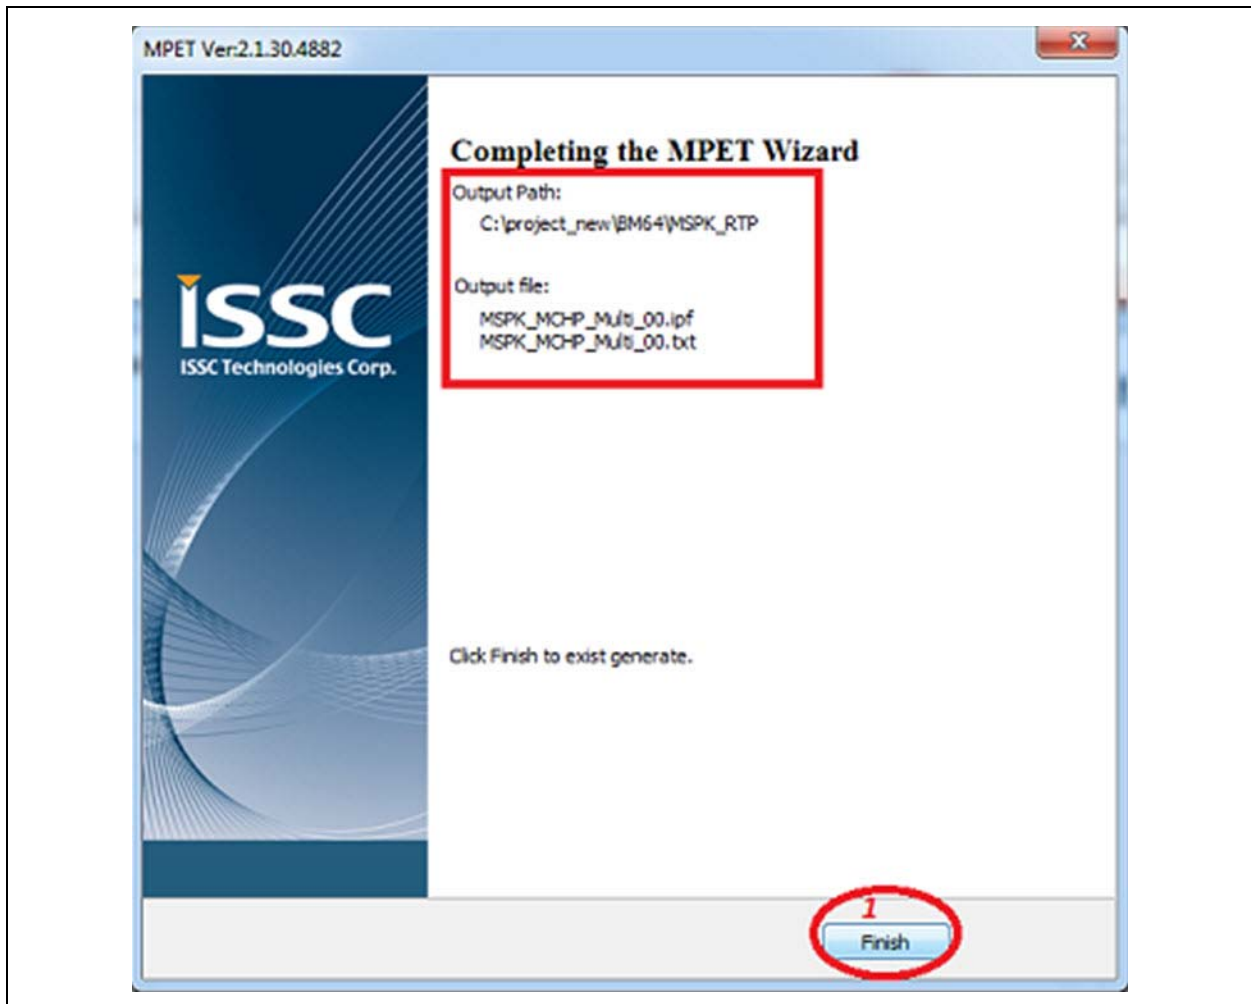 MPET Ver:2.1.30.4882
x
Completing the MPET Wizard
Output Path:
C:\project_new\BM64\MSPK_RTP
Output file:
MSPK_MCHP_Multi_00.ipf
MSPK_MCHP_Multi_00.txt
ISSC
ISSC Technologies Corp.
Click Finish to exist generate.
1
Finish